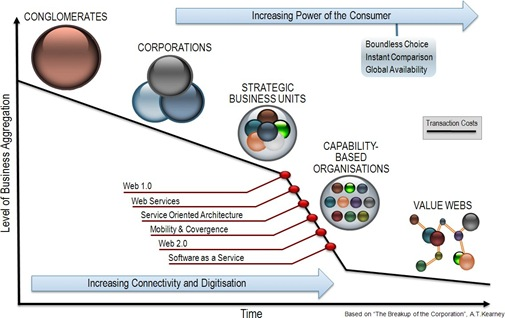 CONGLOMERATES
Increasing Power of the Consumer
CORPORATIONS
Boundless Choice
Instant Comparison
Global Availability
STRATEGIC
BUSINESS UNITS
Transaction Costs
CAPABILITY-
BASED
ORGANISATIONS
Level of Business Aggregation
Web 1.0
Web Services
Service Oriented Architecture
Mobility & Covergence
Web 2.0
Software as a Service
VALUE WEBS
Increasing Connectivity and Digitisation
Time
Based on "The Breakup of the Corporation", A.T.Kearney